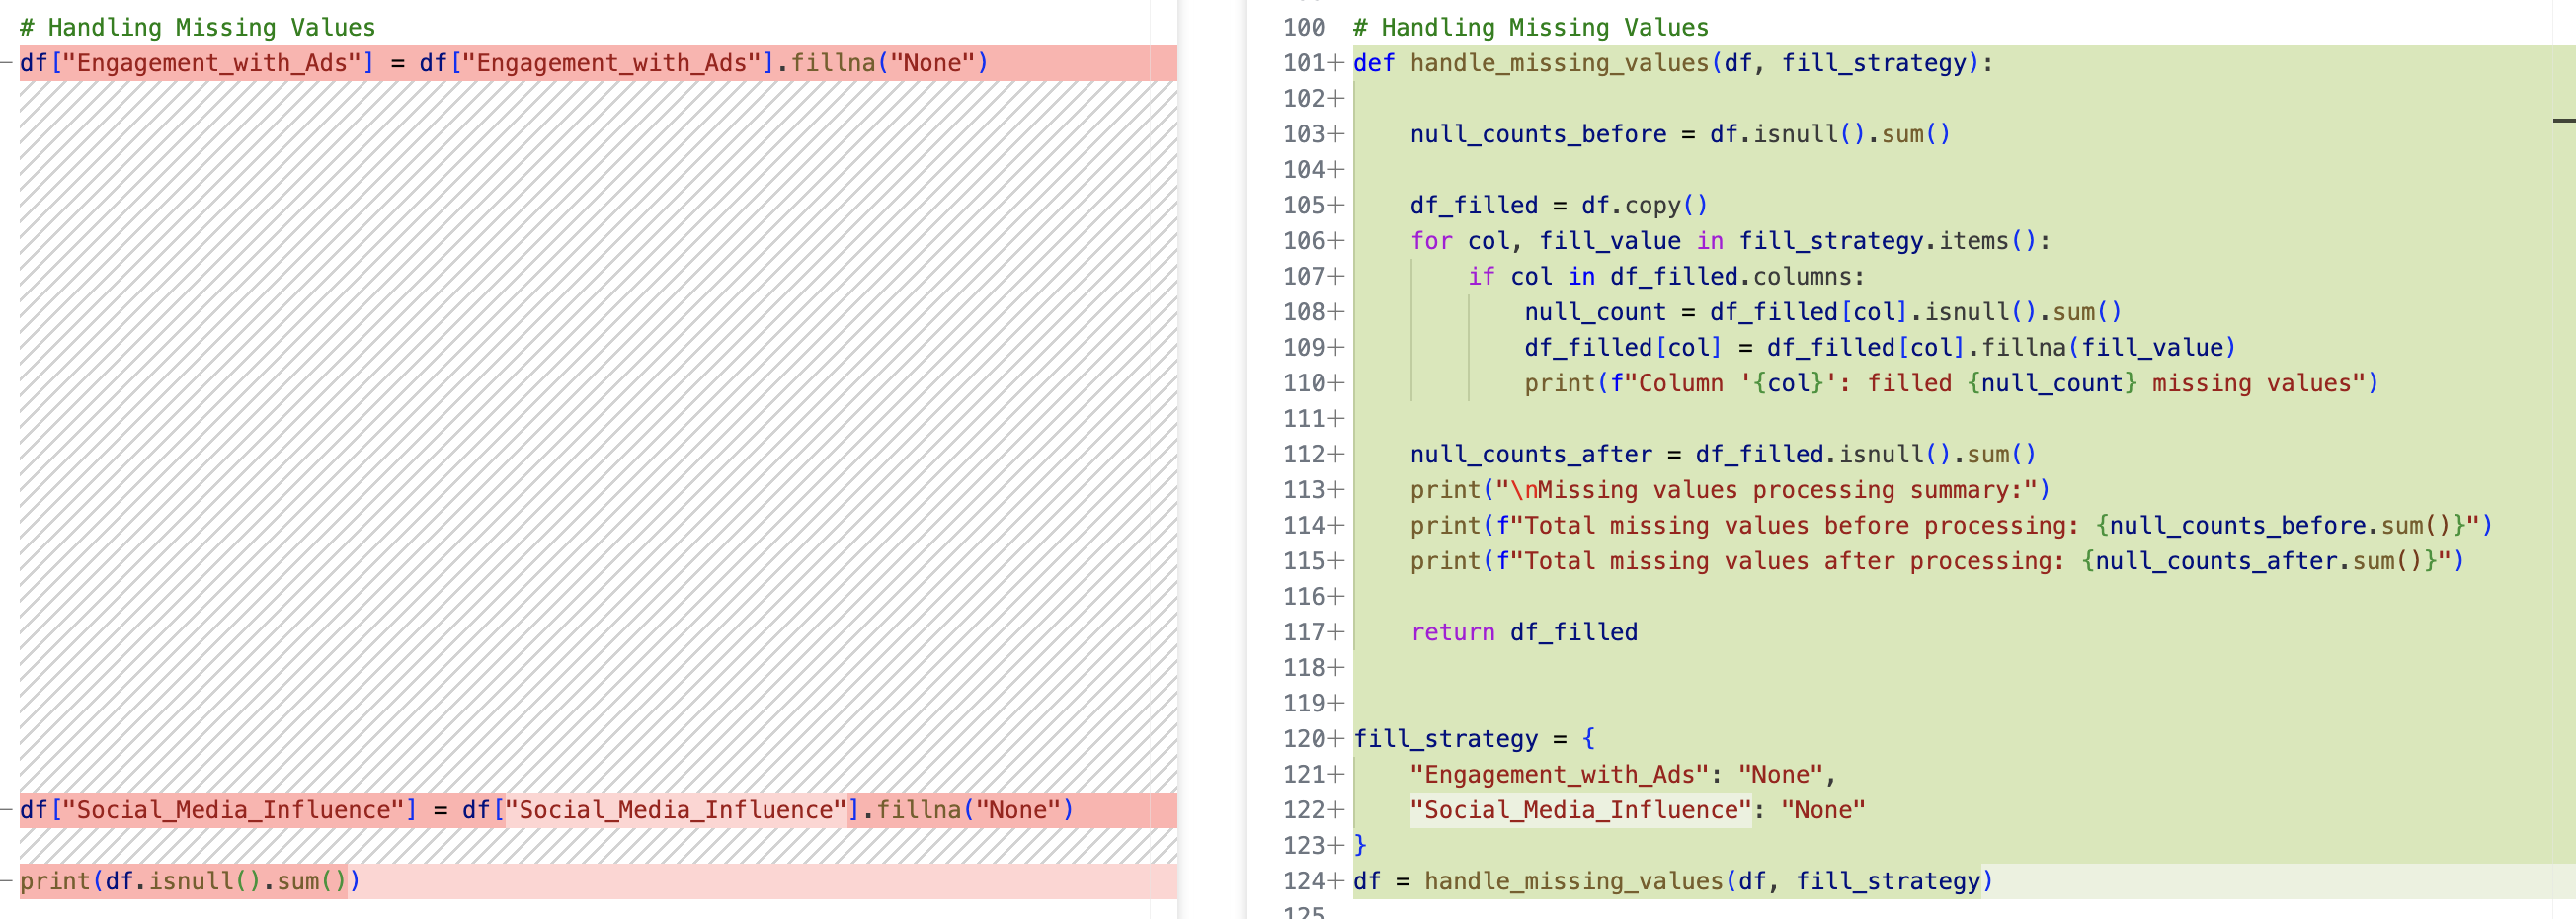 # Handling Missing Values
df["Engagement_with_Ads"] = df["Engagement_with_Ads"].fillna("None")
df["Social_Media_Influence"] = df["Social_Media_Influence"].fillna("None")
print(df.isnull().sum())
100 # Handling Missing Values
101+ def handle_missing_values(df, fill_strategy):
102+
103+     null_counts_before = df.isnull().sum()
104+
105+     df_filled = df.copy()
106+     for col, fill_value in fill_strategy.items():
107+         if col in df_filled.columns:
108+             null_count = df_filled[col].isnull().sum()
109+             df_filled[col] = df_filled[col].fillna(fill_value)
110+             print(f"Column '{col}': filled {null_count} missing values")
111+
112+     null_counts_after = df_filled.isnull().sum()
113+     print("\nMissing values processing summary:")
114+     print(f"Total missing values before processing: {null_counts_before.sum()}")
115+     print(f"Total missing values after processing: {null_counts_after.sum()}")
116+
117+     return df_filled
118+
119+
120+ fill_strategy = {
121+     "Engagement_with_Ads": "None",
122+     "Social_Media_Influence": "None"
123+ }
124+ df = handle_missing_values(df, fill_strategy)
125